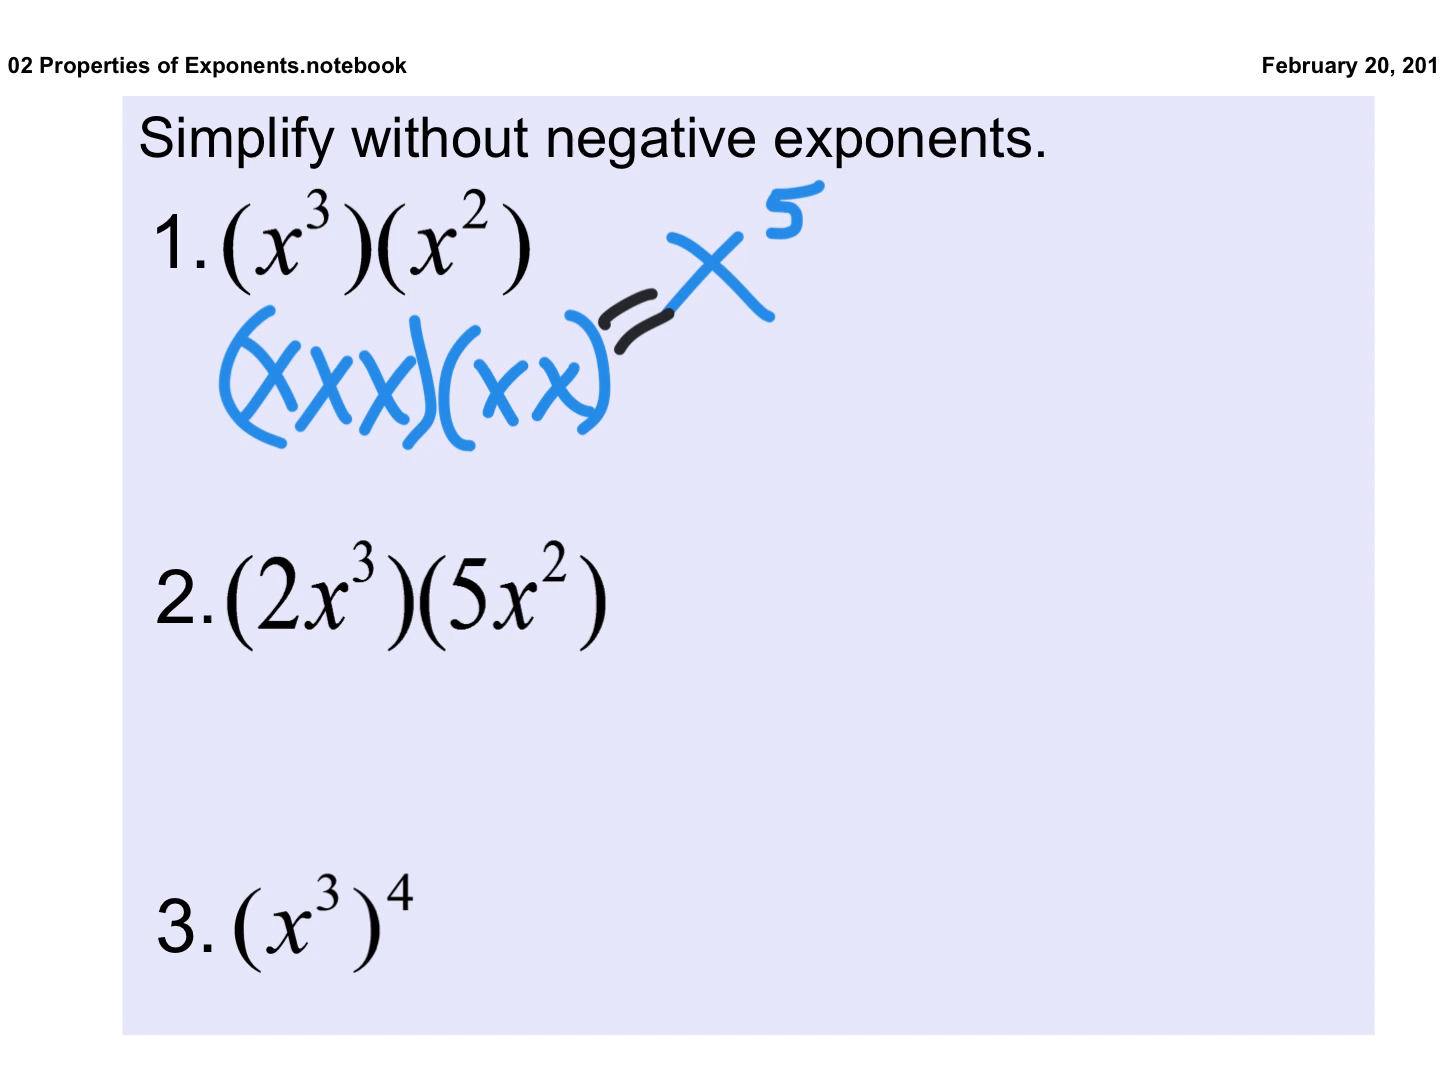 02 Properties of Exponents.notebook February 20, 201
Simplify without negative exponents.
1. (x³)(x²)
(xxx)(xx) = x⁵
2. (2x³)(5x²)
3. (x³)⁴